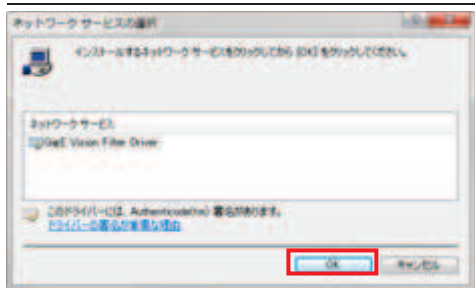 ネットワーク サービスの選択
インストールするネットワーク サービスをクリックしてから [OK] をクリックしてください。
ネットワーク サービス
GigE Vision Filter Driver
このドライバーには、Authenticode(tm) 署名があります。
ドライバーの署名が重要な理由
OK
キャンセル